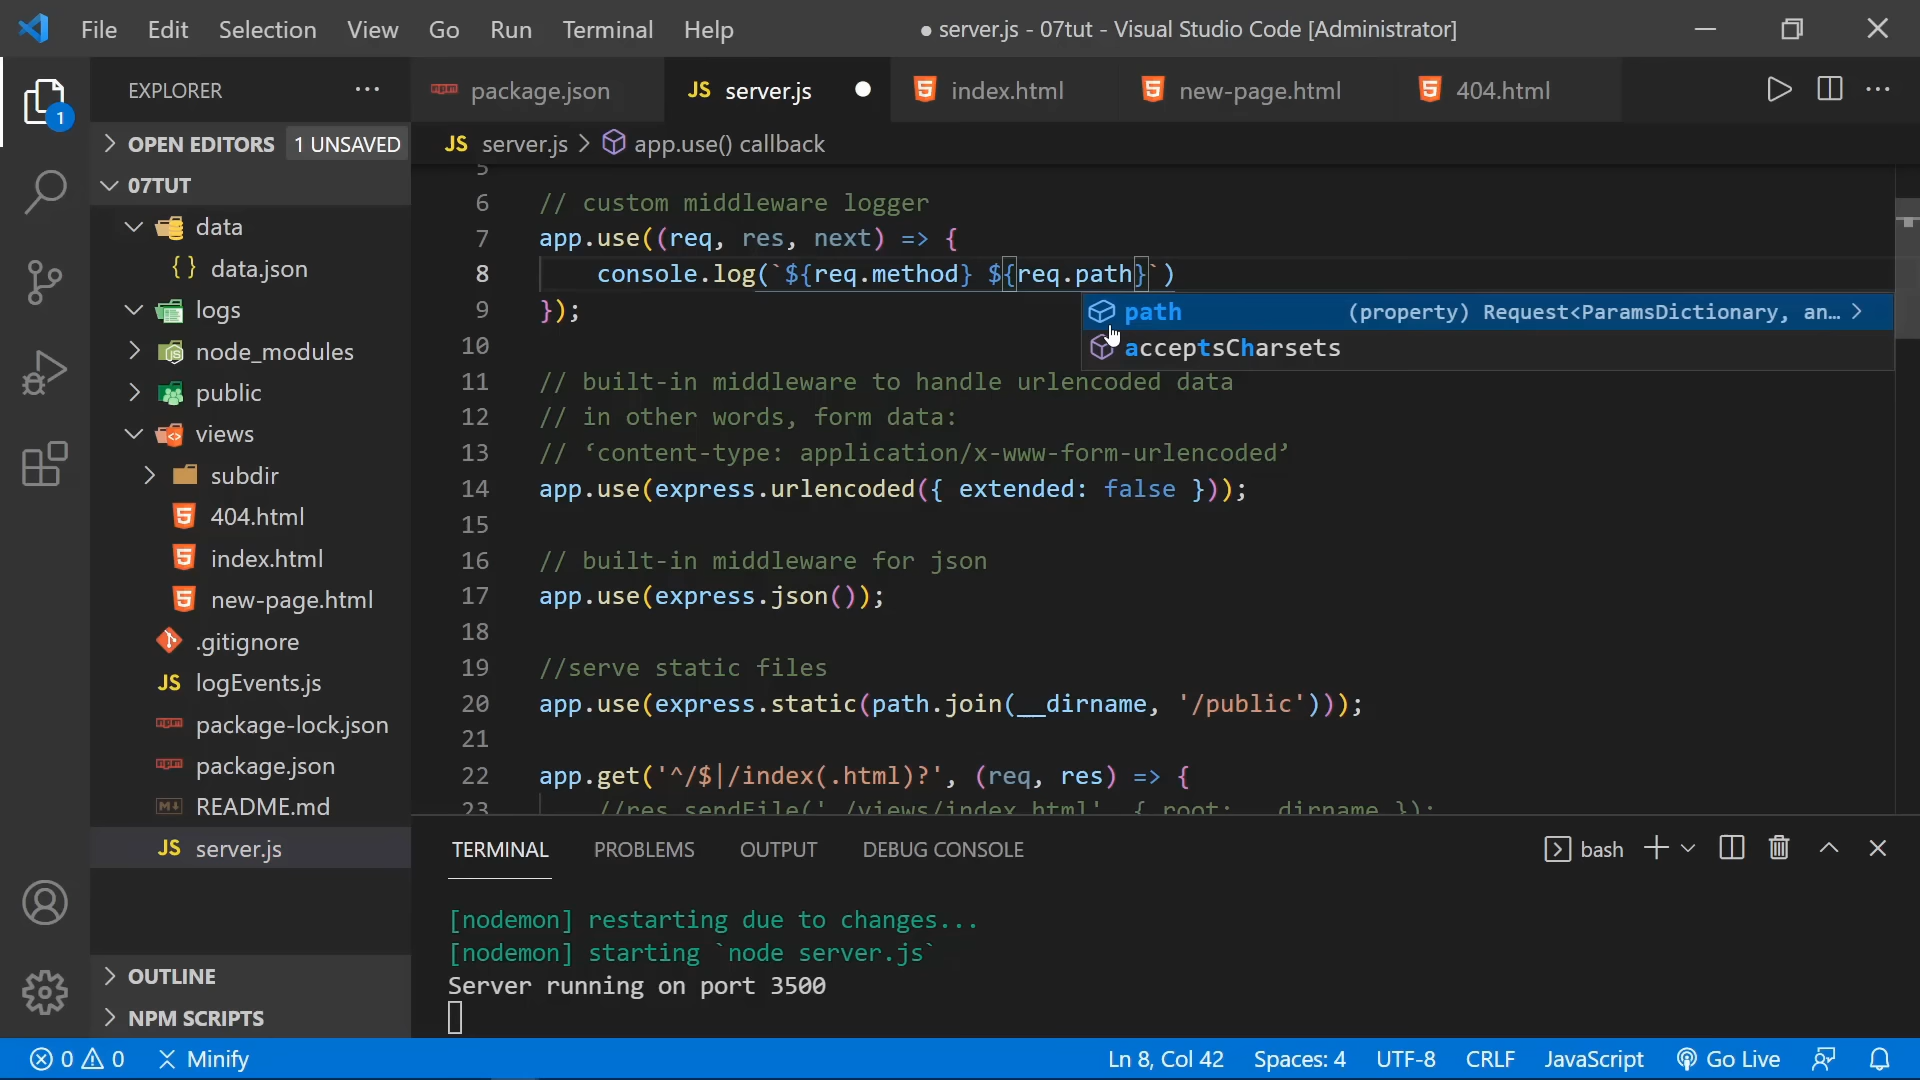 File Edit Selection View Go Run Terminal Help
● server.js - 07tut - Visual Studio Code [Administrator]
EXPLORER
package.json
JS server.js
index.html
new-page.html
404.html
1
OPEN EDITORS 1 UNSAVED
JS server.js > app.use() callback
07TUT
data
{ } data.json
logs
node_modules
public
views
subdir
404.html
index.html
new-page.html
.gitignore
JS logEvents.js
package-lock.json
package.json
README.md
JS server.js
OUTLINE
NPM SCRIPTS
5
6 // custom middleware logger
7 app.use((req, res, next) => {
8 console.log(`${req.method} ${req.path}`)
9 });
path (property) Request<ParamsDictionary, an...
acceptsCharsets
10
11 // built-in middleware to handle urlencoded data
12 // in other words, form data:
13 // ‘content-type: application/x-www-form-urlencoded’
14 app.use(express.urlencoded({ extended: false }));
15
16 // built-in middleware for json
17 app.use(express.json());
18
19 //serve static files
20 app.use(express.static(path.join(__dirname, '/public')));
21
22 app.get('^/$|/index(.html)?', (req, res) => {
23 //res.sendFile('./views/index.html', { root: __dirname });
TERMINAL PROBLEMS OUTPUT DEBUG CONSOLE
bash
[nodemon] restarting due to changes...
[nodemon] starting `node server.js`
Server running on port 3500
0 0 Minify
Ln 8, Col 42 Spaces: 4 UTF-8 CRLF JavaScript Go Live